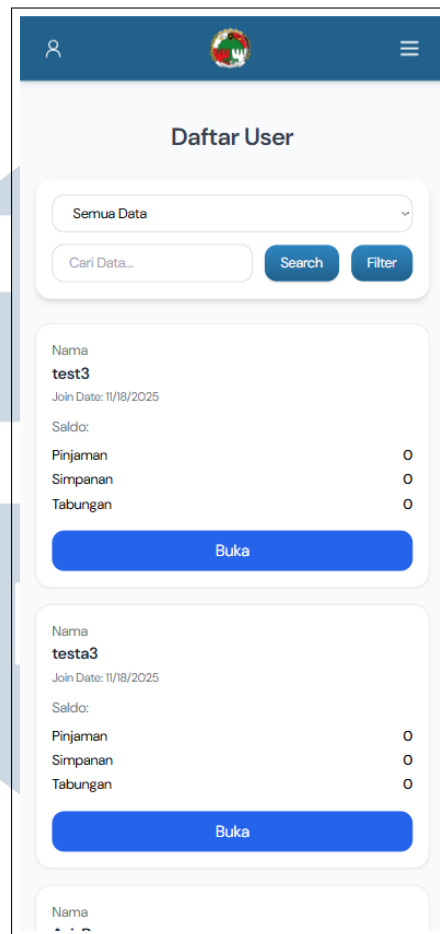 Daftar User
Semua Data
Cari Data...
Search
Filter
Nama
test3
Join Date: 11/18/2025
Saldo:
Pinjaman 0
Simpanan 0
Tabungan 0
Buka
Nama
testa3
Join Date: 11/18/2025
Saldo:
Pinjaman 0
Simpanan 0
Tabungan 0
Buka
Nama